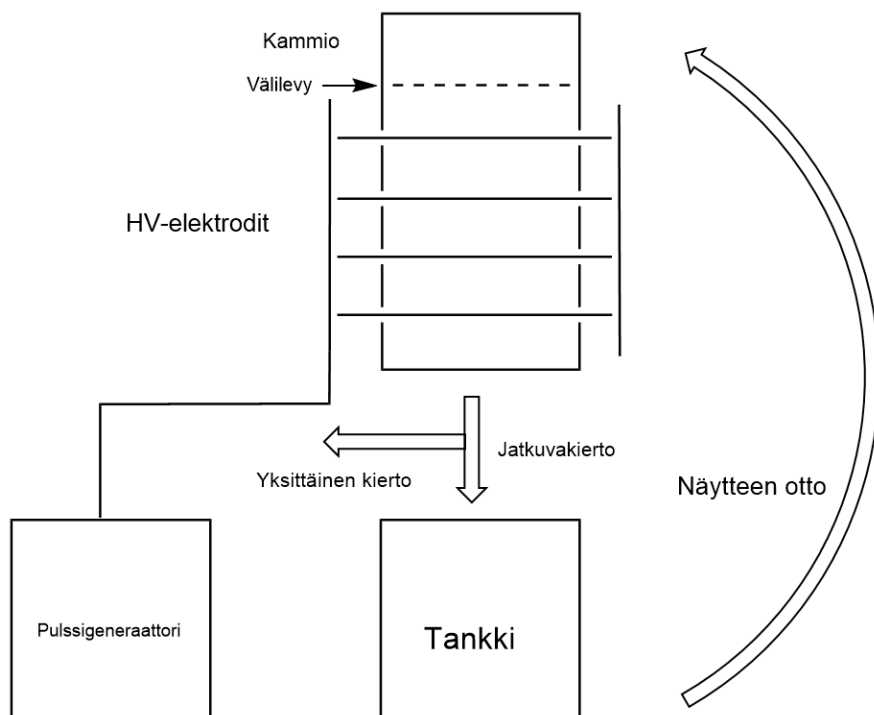 Kammio
Välilevy
HV-elektrodit
Jatkuvakierto
Yksittäinen kierto
Näytteen otto
Pulssigeneraattori
Tankki